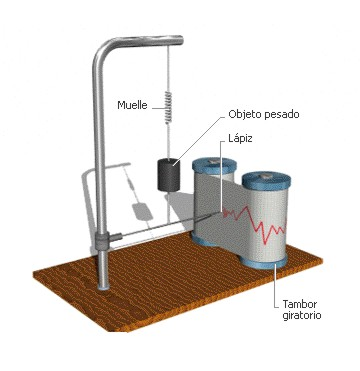 Muelle
Objeto pesado
Lápiz
Tambor
giratorio